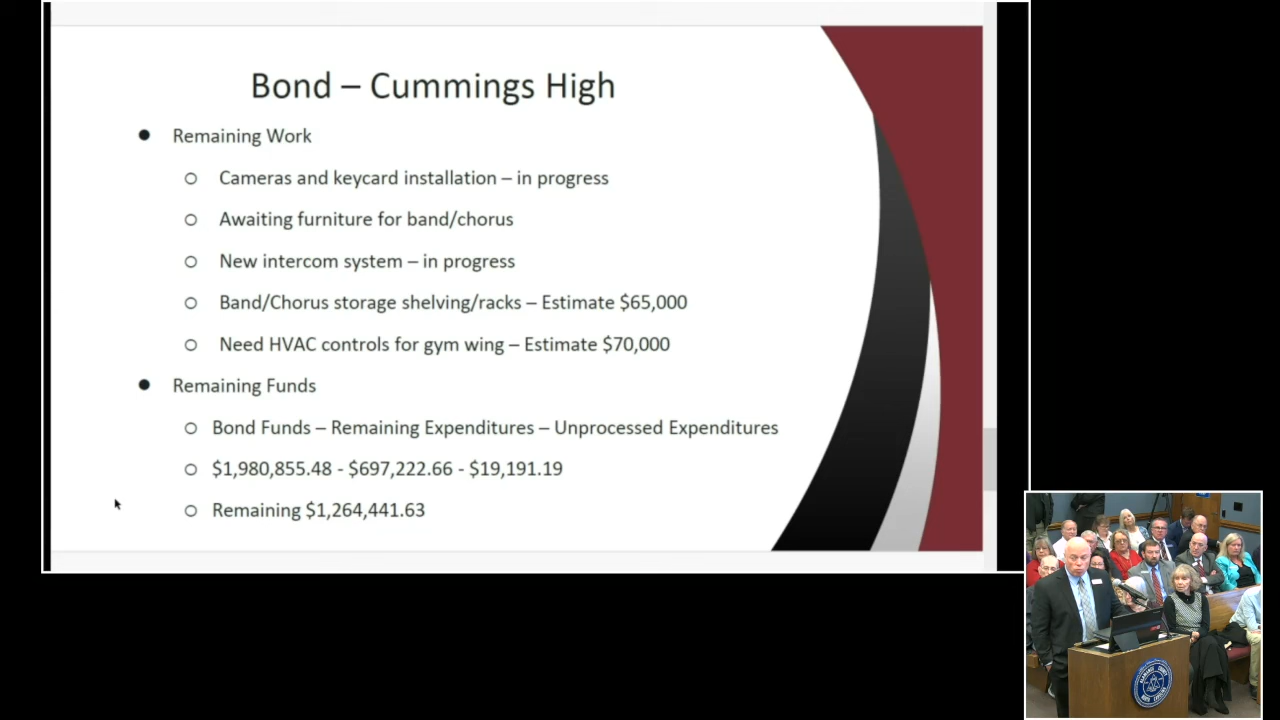 Bond – Cummings High
● Remaining Work
○ Cameras and keycard installation – in progress
○ Awaiting furniture for band/chorus
○ New intercom system – in progress
○ Band/Chorus storage shelving/racks – Estimate $65,000
○ Need HVAC controls for gym wing – Estimate $70,000
● Remaining Funds
○ Bond Funds – Remaining Expenditures – Unprocessed Expenditures
○ $1,980,855.48 - $697,222.66 - $19,191.19
○ Remaining $1,264,441.63